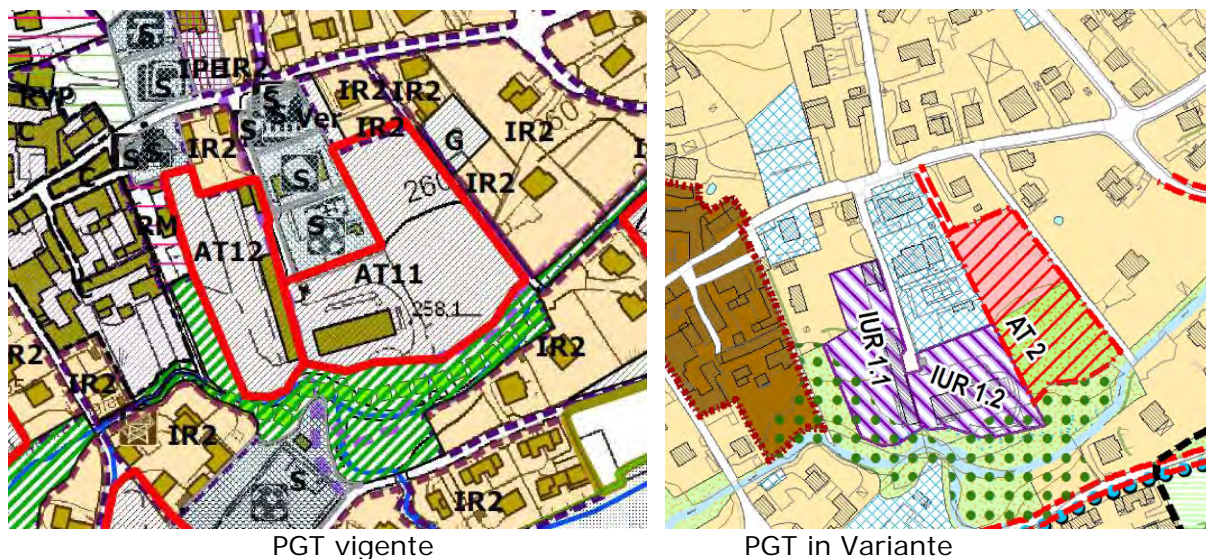 S
IPE IR2
S
RVP
IR2 IR2
C
S Ver
IR2
S S
IR2
S
G
IR2
260
C
S
260
IR2
RM
S
AT12
AT11
258.1
IR2
IR2
IR2
IR2
S
IR2
IUR 1.1
IUR 1.2
AT 2
PGT vigente
PGT in Variante